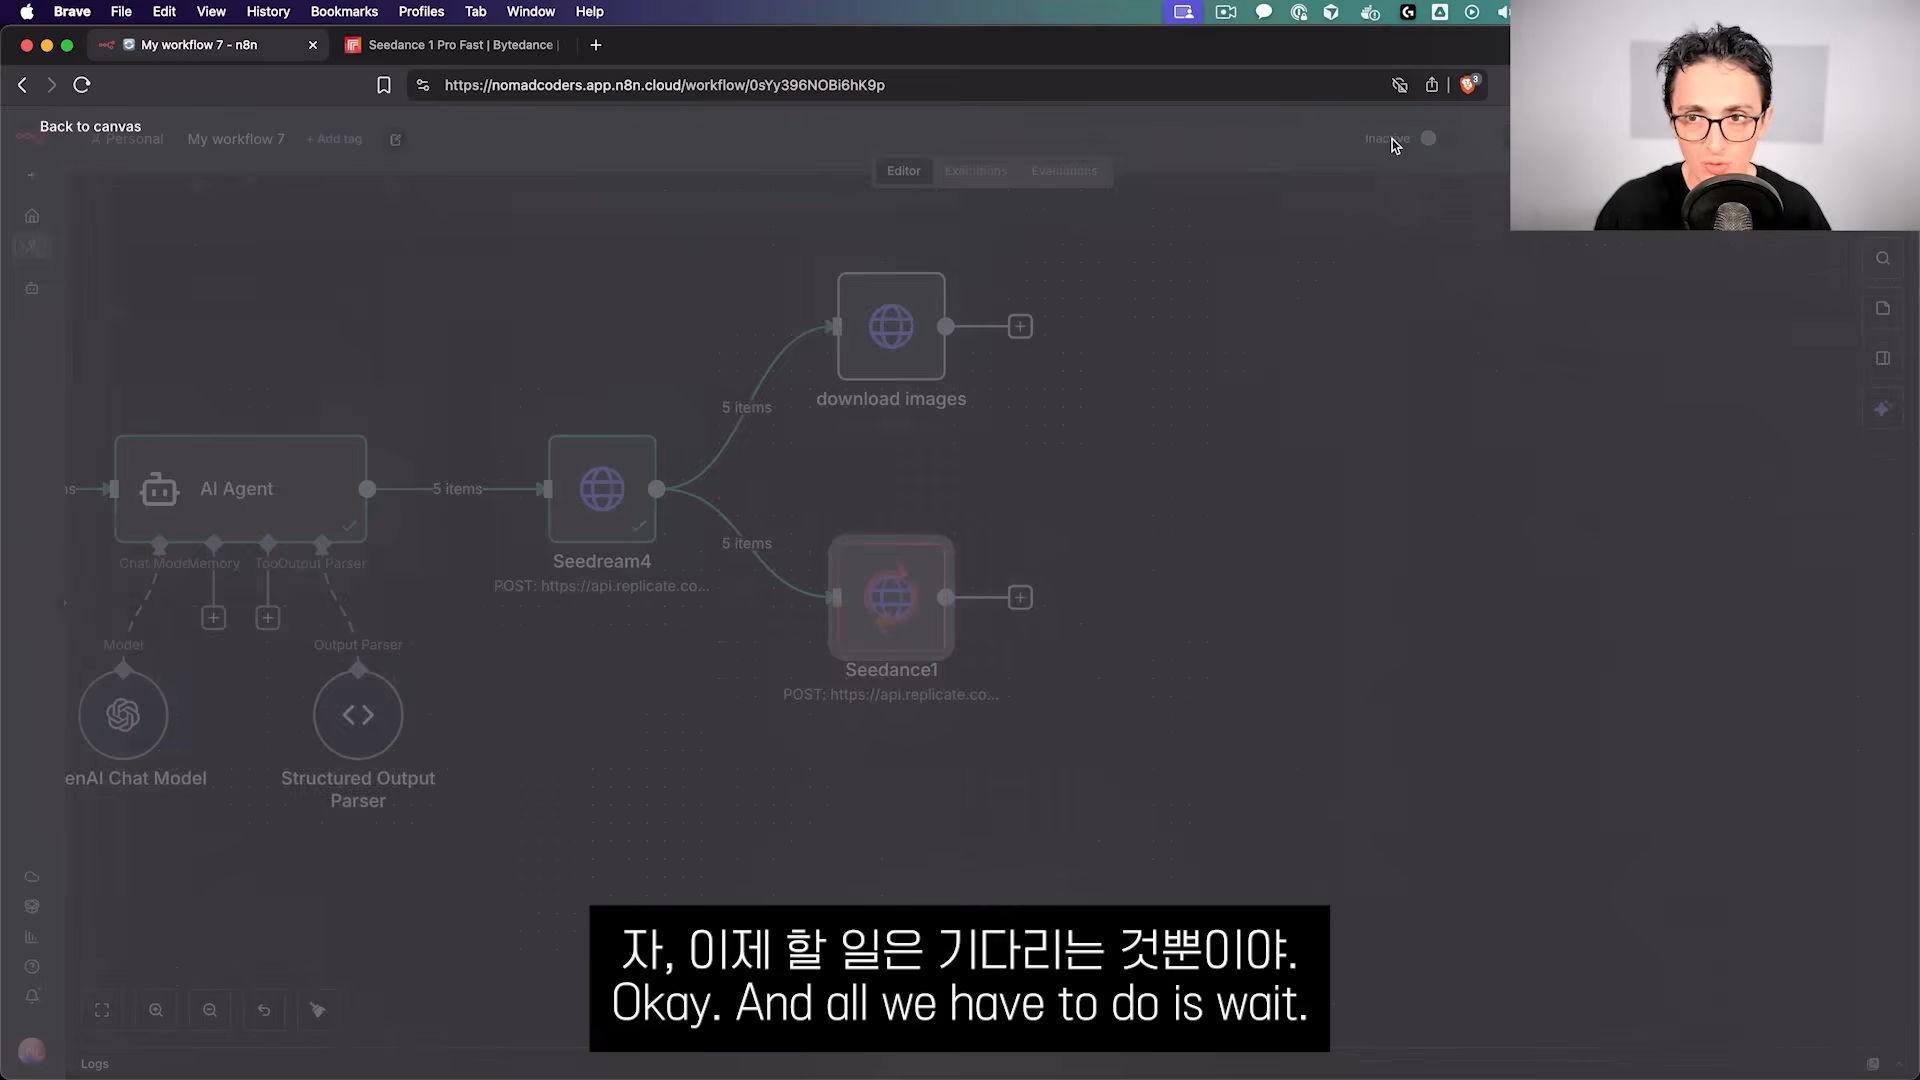 Brave File Edit View History Bookmarks Profiles Tab Window Help
My workflow 7 - n8n
Seedance 1 Pro Fast | Bytedance |
https://nomadcoders.app.n8n.cloud/workflow/0sYy396NOBi6hK9p
3
Back to canvas
Personal
My workflow 7
+ Add tag
Inactive
Editor
Executions
Evaluations
download images
5 items
AI Agent
5 items
Seedream4
POST: https://api.replicate.co...
5 items
Seedance1
POST: https://api.replicate.co...
Chat Mode
Memory
Too
Output Parser
Model
Output Parser
enAI Chat Model
Structured Output
Parser
자, 이제 할 일은 기다리는 것뿐이야.
Okay. And all we have to do is wait.
Logs